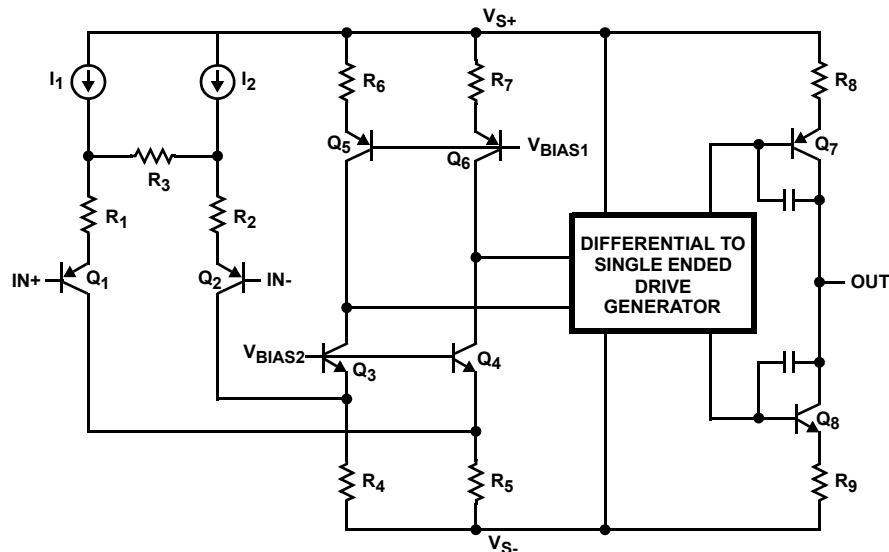 VS+
I1
I2
R6
R7
R8
Q5
Q6
VBIAS1
Q7
R3
R1
R2
DIFFERENTIAL TO
SINGLE ENDED
DRIVE
GENERATOR
IN+
Q1
Q2
IN-
OUT
VBIAS2
Q3
Q4
Q8
R4
R5
R9
VS-